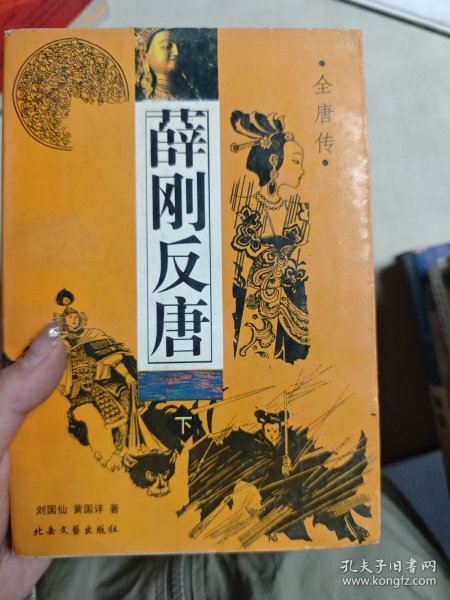 ·全唐传·
薛刚反唐
下
刘国仙 黄国详 著
北岳文艺出版社
孔夫子旧书网
www.kongfz.com